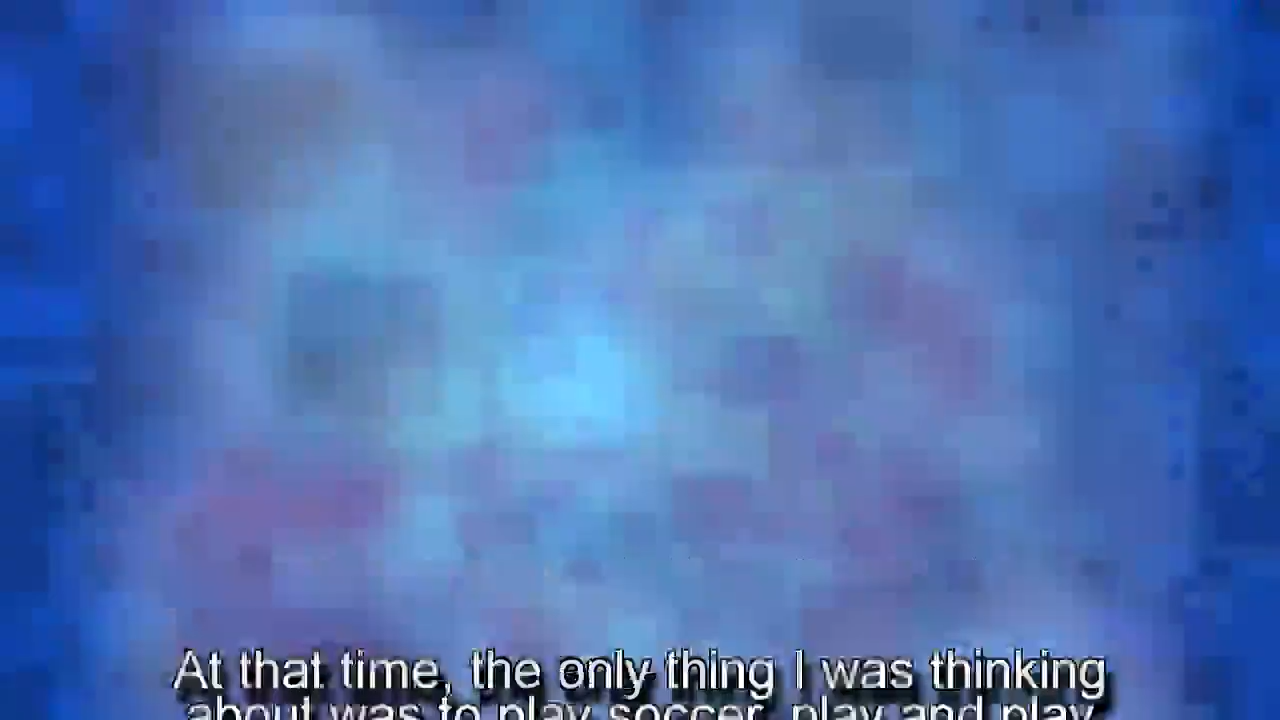 At that time, the only thing I was thinking
about was to play soccer, play and play